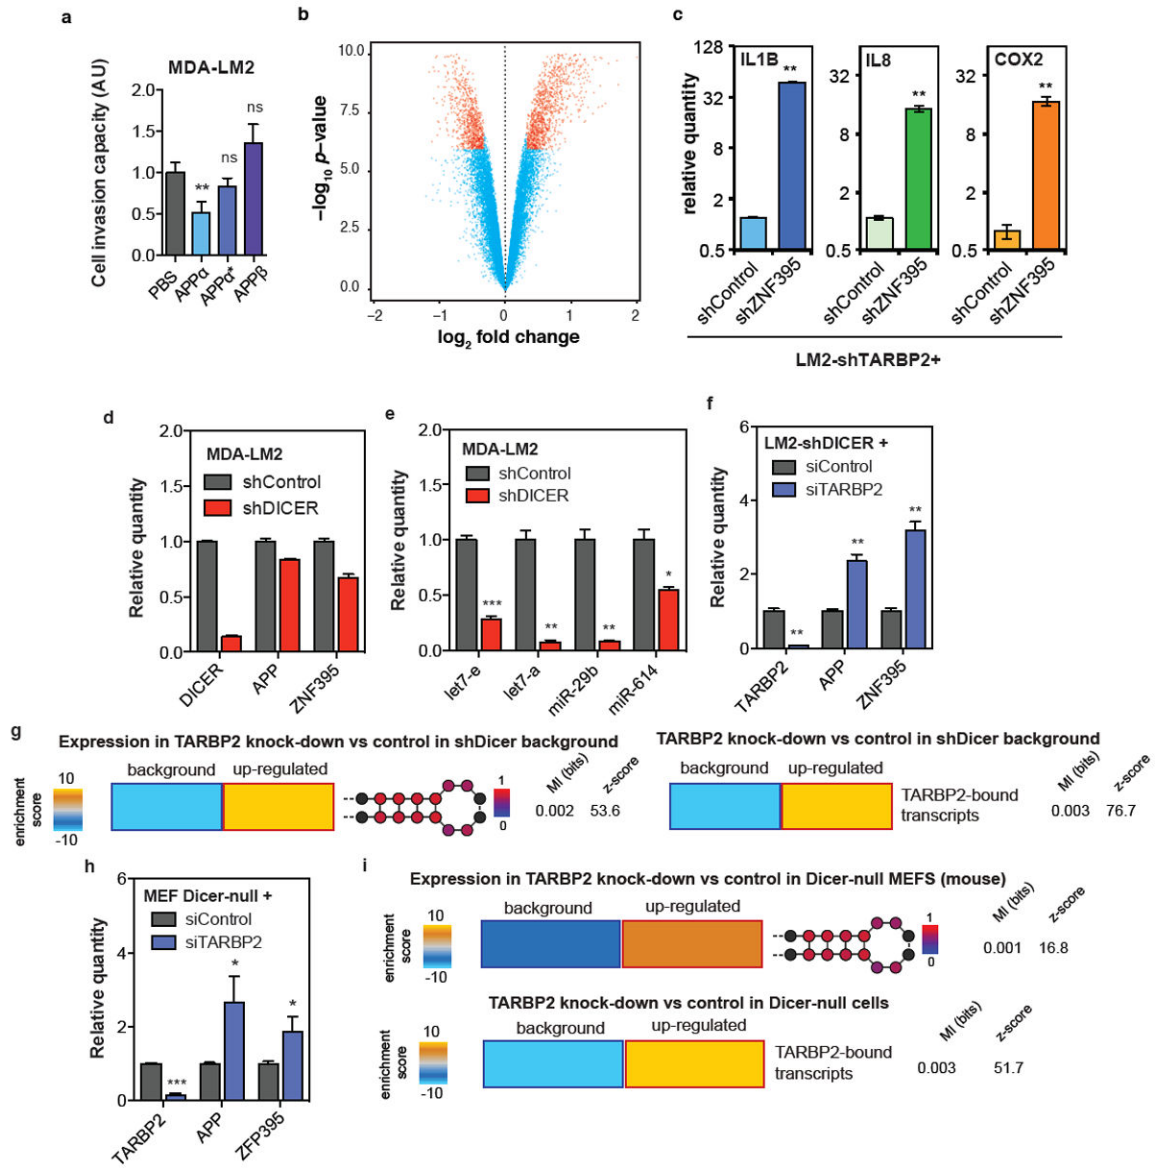 a
MDA-LM2
Cell invasion capacity (AU)
2.0
1.5
1.0
0.5
0.0
**
ns
ns
PBS
APPα
APPα*
APPβ
b
−log10 p−value
10.0
7.5
5.0
2.5
0.0
−2
−1
0
1
2
log2 fold change
c
relative quantity
128
32
8
2
0.5
IL1B
**
shControl
shZNF395
32
8
2
0.5
IL8
**
shControl
shZNF395
32
8
2
0.5
COX2
**
shControl
shZNF395
LM2-shTARBP2+
d
Relative quantity
2.0
1.5
1.0
0.5
0.0
MDA-LM2
shControl
shDICER
DICER
APP
ZNF395
e
Relative quantity
2.0
1.5
1.0
0.5
0.0
MDA-LM2
shControl
shDICER
***
**
**
*
let7-e
let7-a
miR-29b
miR-614
f
Relative quantity
6
4
2
0
LM2-shDICER +
siControl
siTARBP2
**
**
**
TARBP2
APP
ZNF395
g
Expression in TARBP2 knock-down vs control in shDicer background
enrichment score
10
-10
background up-regulated
1
0
MI (bits) z-score
0.002 53.6
TARBP2 knock-down vs control in shDicer background
background up-regulated
TARBP2-bound
transcripts
MI (bits) z-score
0.003 76.7
h
Relative quantity
6
4
2
0
MEF Dicer-null +
siControl
siTARBP2
***
*
*
TARBP2
APP
ZFP395
i
Expression in TARBP2 knock-down vs control in Dicer-null MEFS (mouse)
enrichment score
10
-10
background up-regulated
1
0
MI (bits) z-score
0.001 16.8
TARBP2 knock-down vs control in Dicer-null cells
enrichment score
10
-10
background up-regulated
TARBP2-bound
transcripts
MI (bits) z-score
0.003 51.7